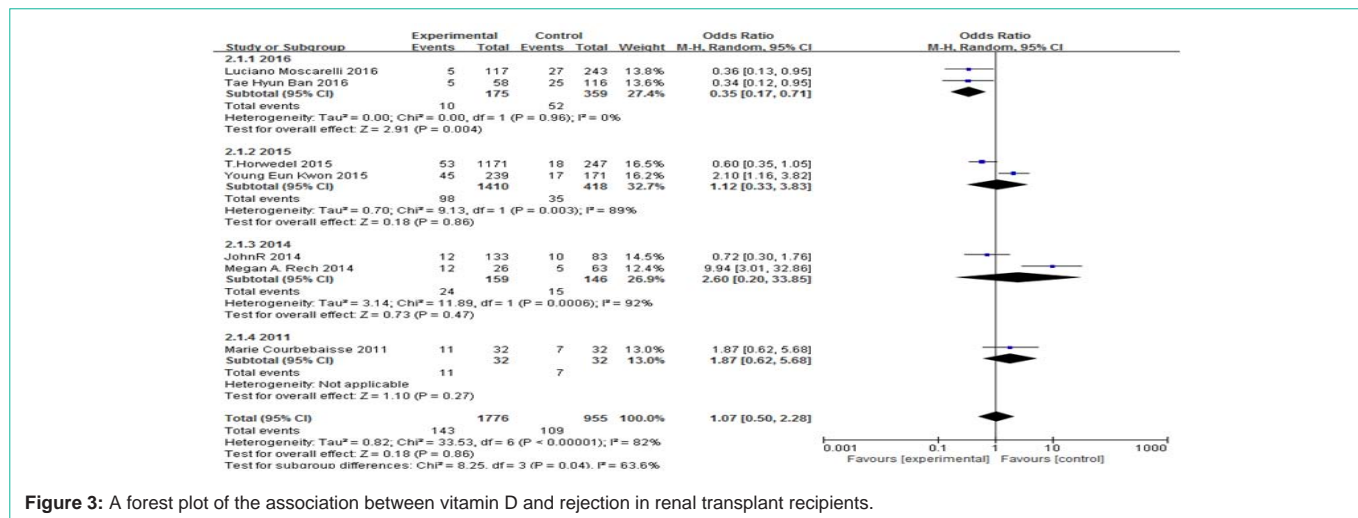 Experimental Control Odds Ratio Odds Ratio
Study or Subgroup Events Total Events Total Weight M-H, Random, 95% CI M-H, Random, 95% CI
2.1.1 2016
Luciano Moscarelli 2016 5 117 27 243 13.8% 0.36 [0.13, 0.95]
Tae Hyun Ban 2016 5 58 25 116 13.6% 0.34 [0.12, 0.95]
Subtotal (95% CI) 175 359 27.4% 0.35 [0.17, 0.71]
Total events 10 52
Heterogeneity: Tau² = 0.00; Chi² = 0.00, df = 1 (P = 0.96); I² = 0%
Test for overall effect: Z = 2.91 (P = 0.004)
2.1.2 2015
T.Horwedel 2015 53 1171 18 247 16.5% 0.60 [0.35, 1.05]
Young Eun Kwon 2015 45 239 17 171 16.2% 2.10 [1.16, 3.82]
Subtotal (95% CI) 1410 418 32.7% 1.12 [0.33, 3.83]
Total events 98 35
Heterogeneity: Tau² = 0.70; Chi² = 9.13, df = 1 (P = 0.003); I² = 89%
Test for overall effect: Z = 0.18 (P = 0.86)
2.1.3 2014
JohnR 2014 12 133 10 83 14.5% 0.72 [0.30, 1.76]
Megan A. Rech 2014 12 26 5 63 12.4% 9.94 [3.01, 32.86]
Subtotal (95% CI) 159 146 26.9% 2.60 [0.20, 33.85]
Total events 24 15
Heterogeneity: Tau² = 3.14; Chi² = 11.89, df = 1 (P = 0.0006); I² = 92%
Test for overall effect: Z = 0.73 (P = 0.47)
2.1.4 2011
Marie Courbebaisse 2011 11 32 7 32 13.0% 1.87 [0.62, 5.68]
Subtotal (95% CI) 32 32 13.0% 1.87 [0.62, 5.68]
Total events 11 7
Heterogeneity: Not applicable
Test for overall effect: Z = 1.10 (P = 0.27)
Total (95% CI) 1776 955 100.0% 1.07 [0.50, 2.28]
Total events 143 109
Heterogeneity: Tau² = 0.82; Chi² = 33.53, df = 6 (P < 0.00001); I² = 82%
Test for overall effect: Z = 0.18 (P = 0.86)
Test for subgroup differences: Chi² = 8.25, df = 3 (P = 0.04), I² = 63.6%
0.001 0.1 1 10 1000
Favours [experimental] Favours [control]
Figure 3: A forest plot of the association between vitamin D and rejection in renal transplant recipients.